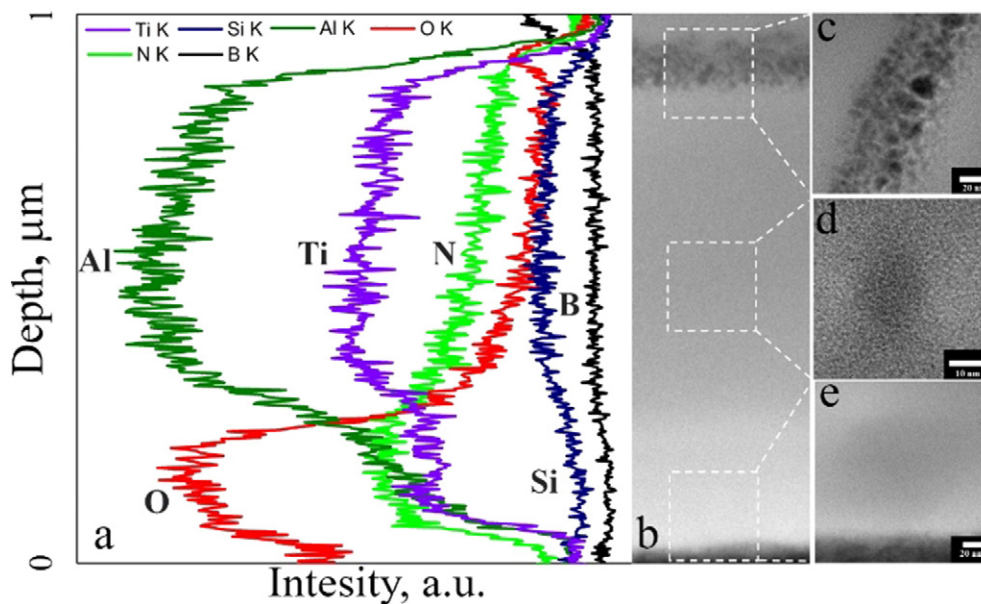 1
Ti K Si K Al K O K
N K B K
Depth, μm
Al
Ti
N
B
O
Si
a
0
Intesity, a.u.
b
c
20 nm
d
10 nm
e
20 nm